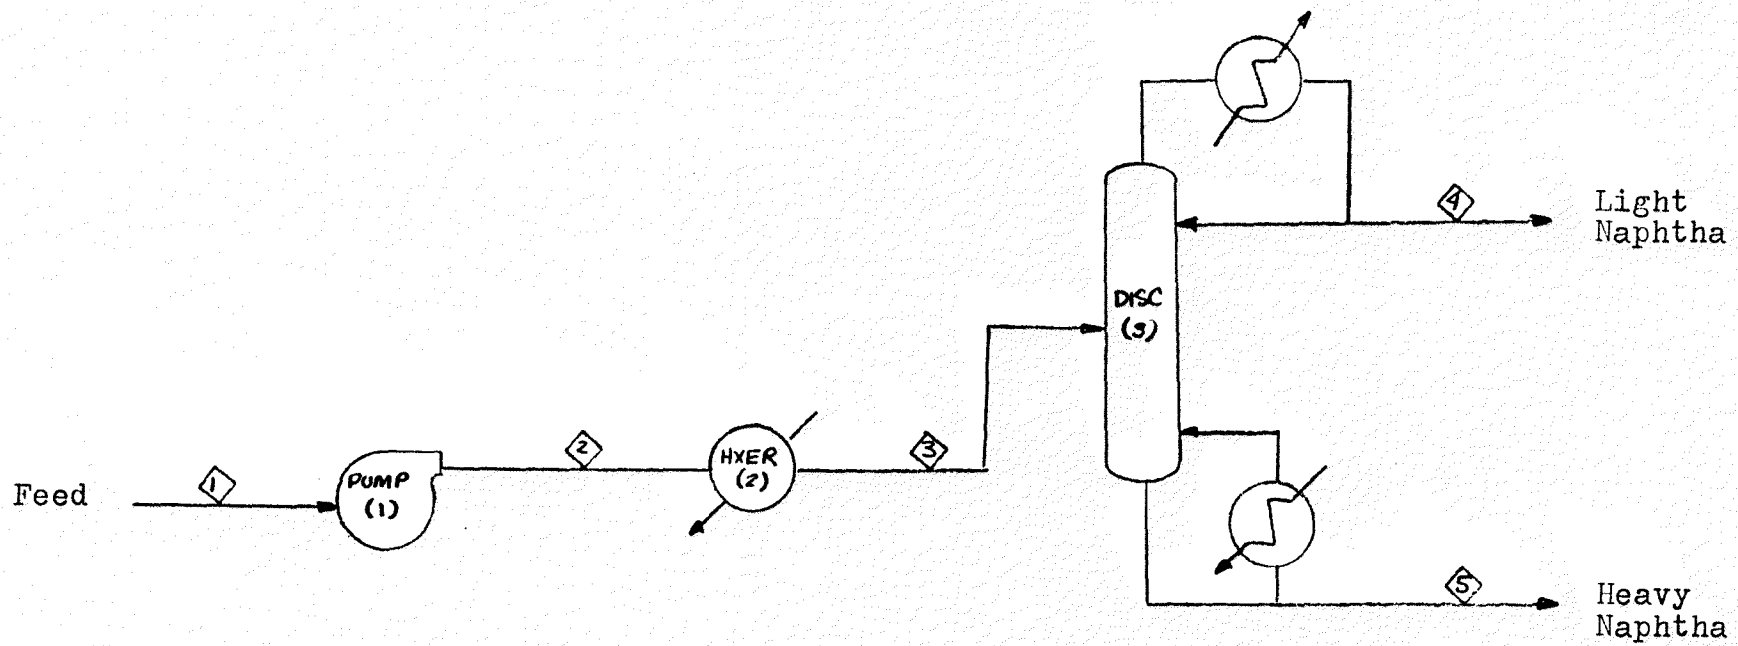 Feed
1
PUMP
(1)
2
HXER
(2)
3
DISC
(3)
4
Light
Naphtha
5
Heavy
Naphtha